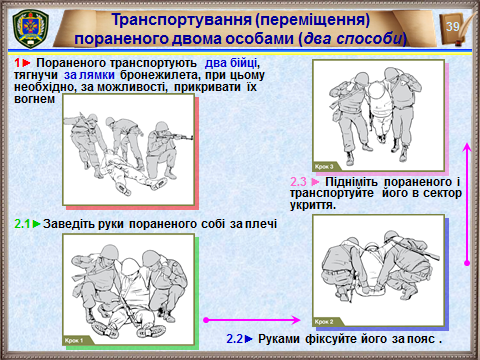 Транспортування (переміщення)
пораненого двома особами (два способи)
39
1► Пораненого транспортують два бійці,
тягнучи за лямки бронежилета, при цьому
необхідно, за можливості, прикривати їх
вогнем
Крок 3
2.3 ► Підніміть пораненого і
транспортуйте його в сектор
укриття.
2.1►Заведіть руки пораненого собі за плечі
Крок 1
Крок 2
2.2► Руками фіксуйте його за пояс .